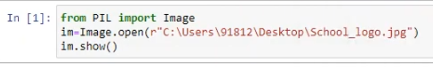 In [1]: from PIL import Image
im=Image.open(r"C:\Users\91812\Desktop\School_logo.jpg")
im.show()